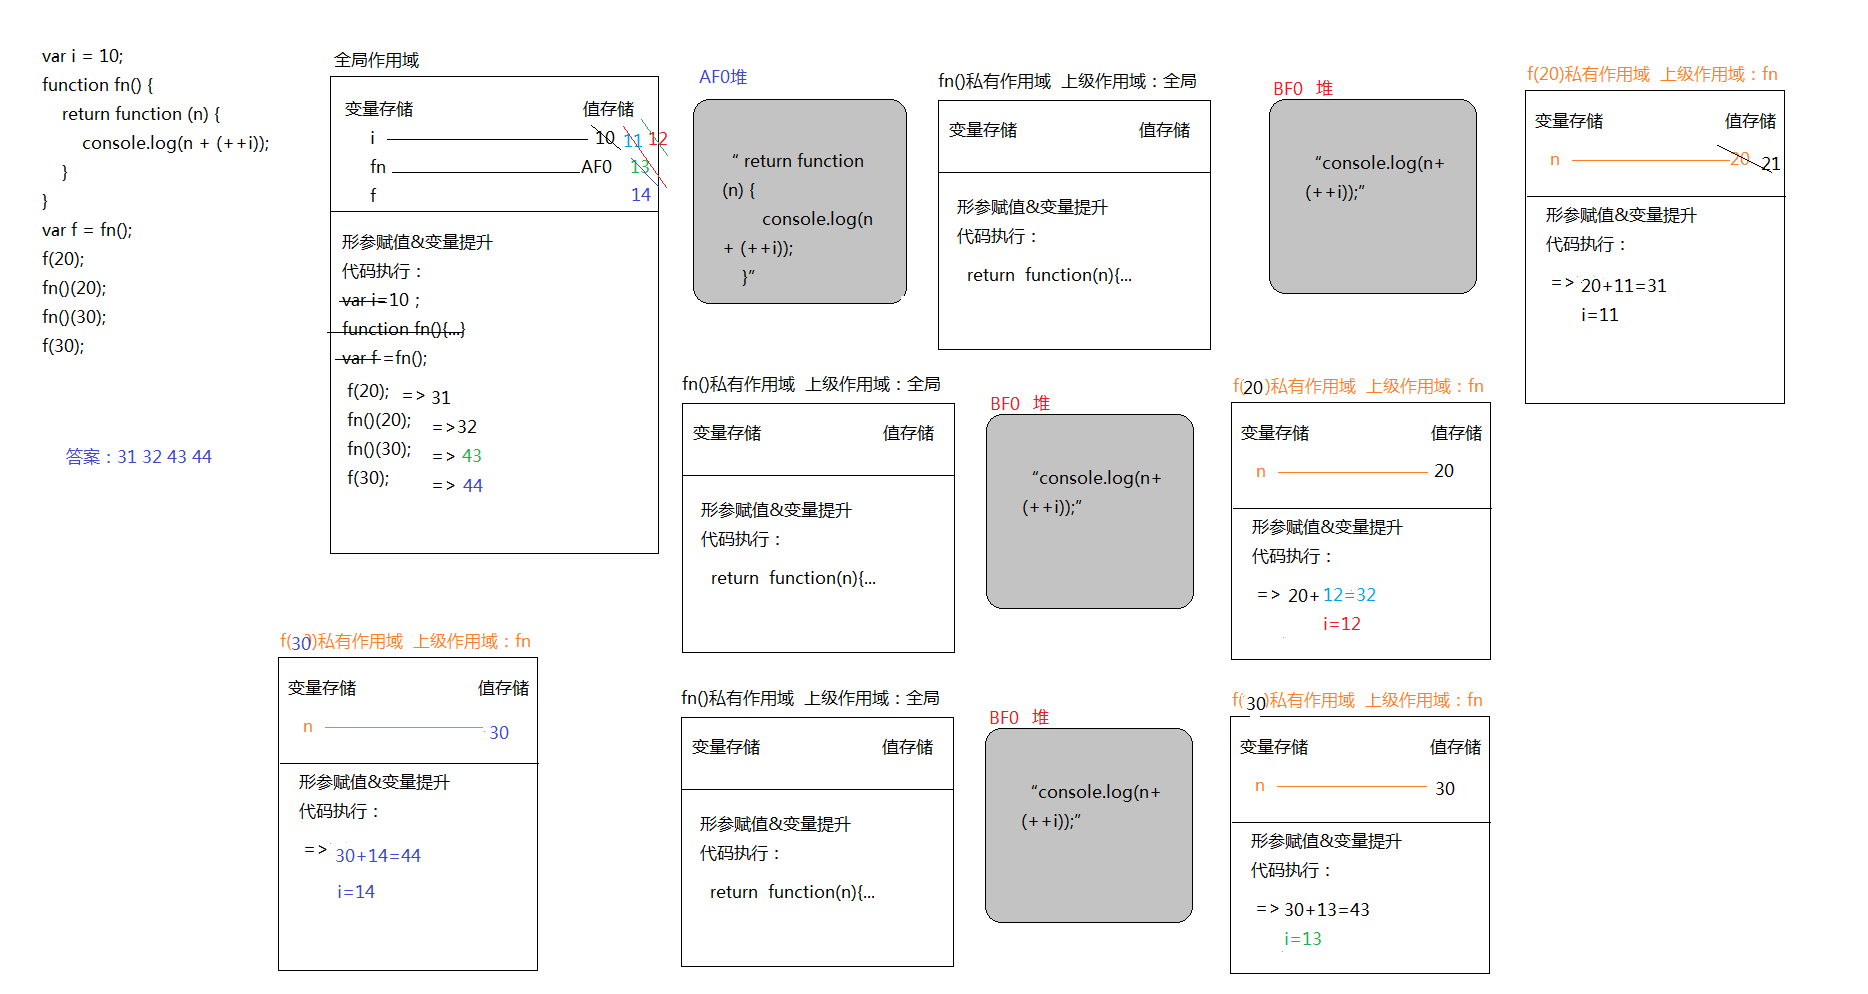 var i = 10;
function fn() {
return function (n) {
console.log(n + (++i));
}
}
var f = fn();
f(20);
fn()(20);
fn()(30);
f(30);
答案：31 32 43 44
全局作用域
变量存储 值存储
i 10 11 12
fn AF0 13
f 14
形参赋值&变量提升
代码执行：
var i=10 ;
function fn(){...}
var f =fn();
f(20); => 31
fn()(20); =>32
fn()(30); => 43
f(30); => 44
AF0堆
“ return function
(n) {
console.log(n
+ (++i));
}”
fn()私有作用域 上级作用域：全局
变量存储 值存储
形参赋值&变量提升
代码执行：
return function(n){...
BF0 堆
“console.log(n+
(++i));”
f(20)私有作用域 上级作用域：fn
变量存储 值存储
n 20 21
形参赋值&变量提升
代码执行：
=> 20+11=31
i=11
fn()私有作用域 上级作用域：全局
变量存储 值存储
形参赋值&变量提升
代码执行：
return function(n){...
BF0 堆
“console.log(n+
(++i));”
f(20)私有作用域 上级作用域：fn
变量存储 值存储
n 20
形参赋值&变量提升
代码执行：
=> 20+12=32
i=12
fn()私有作用域 上级作用域：全局
变量存储 值存储
形参赋值&变量提升
代码执行：
return function(n){...
BF0 堆
“console.log(n+
(++i));”
f(30)私有作用域 上级作用域：fn
变量存储 值存储
n 30
形参赋值&变量提升
代码执行：
=>30+13=43
i=13
f(30)私有作用域 上级作用域：fn
变量存储 值存储
n 30
形参赋值&变量提升
代码执行：
=> 30+14=44
i=14